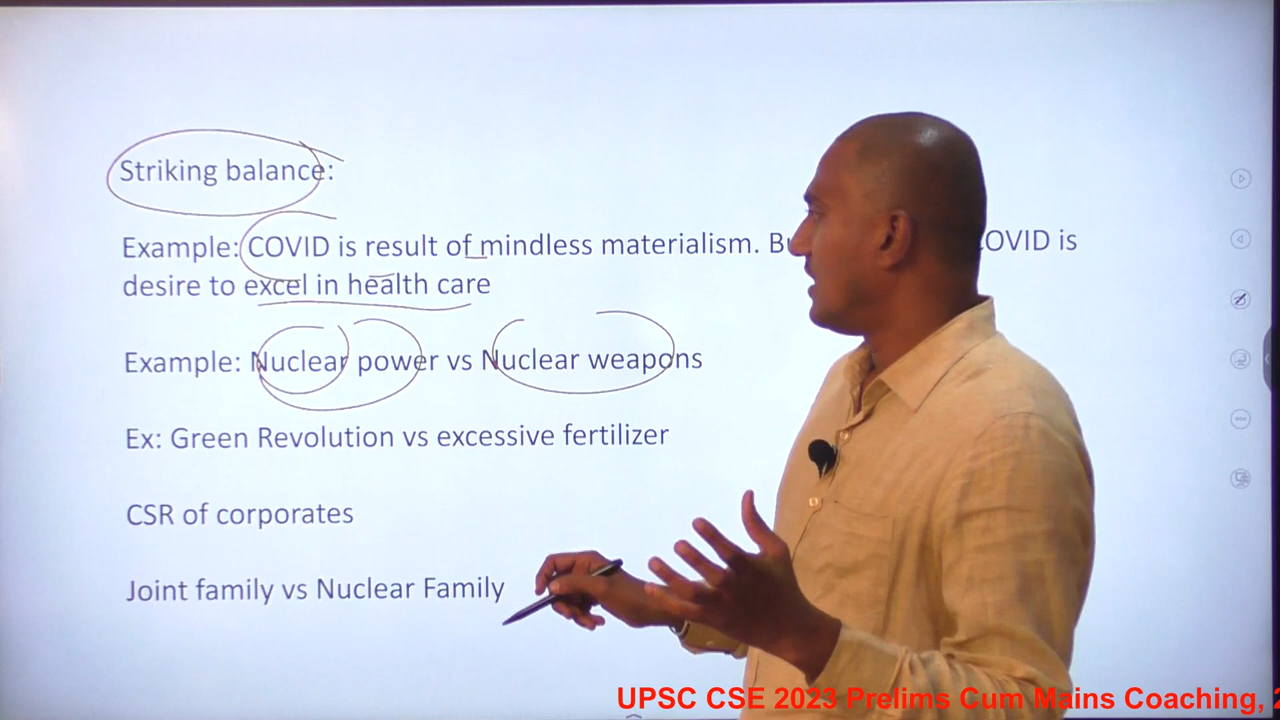 Striking balance:
Example: COVID is result of mindless materialism. COVID is
desire to excel in health care
Example: Nuclear power vs Nuclear weapons
Ex: Green Revolution vs excessive fertilizer
CSR of corporates
Joint family vs Nuclear Family
UPSC CSE 2023 Prelims Cum Mains Coaching,